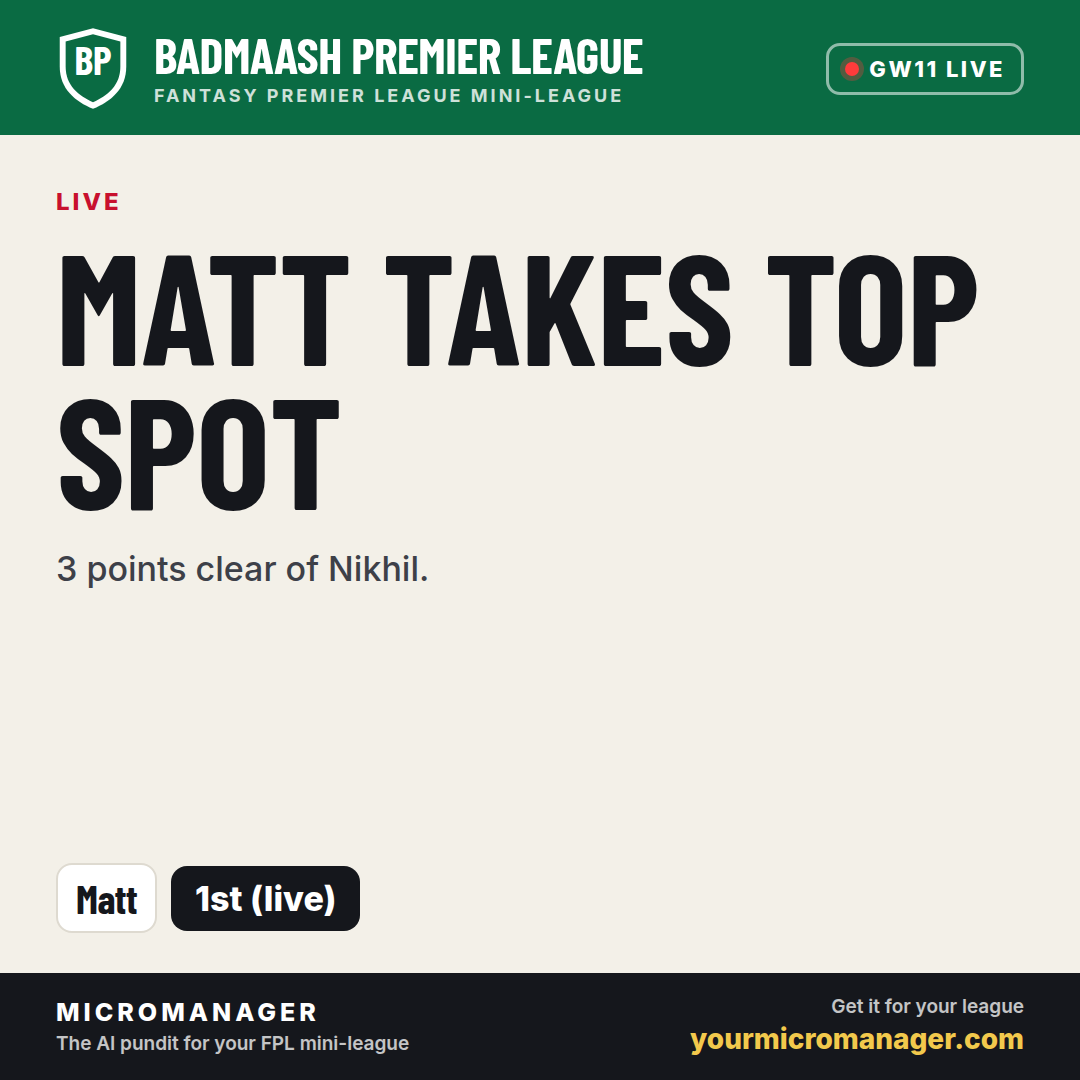 BP
BADMAASH PREMIER LEAGUE
FANTASY PREMIER LEAGUE MINI-LEAGUE
GW11 LIVE
LIVE
MATT TAKES TOP
SPOT
3 points clear of Nikhil.
Matt
1st (live)
MICROMANAGER
The AI pundit for your FPL mini-league
Get it for your league
yourmicromanager.com